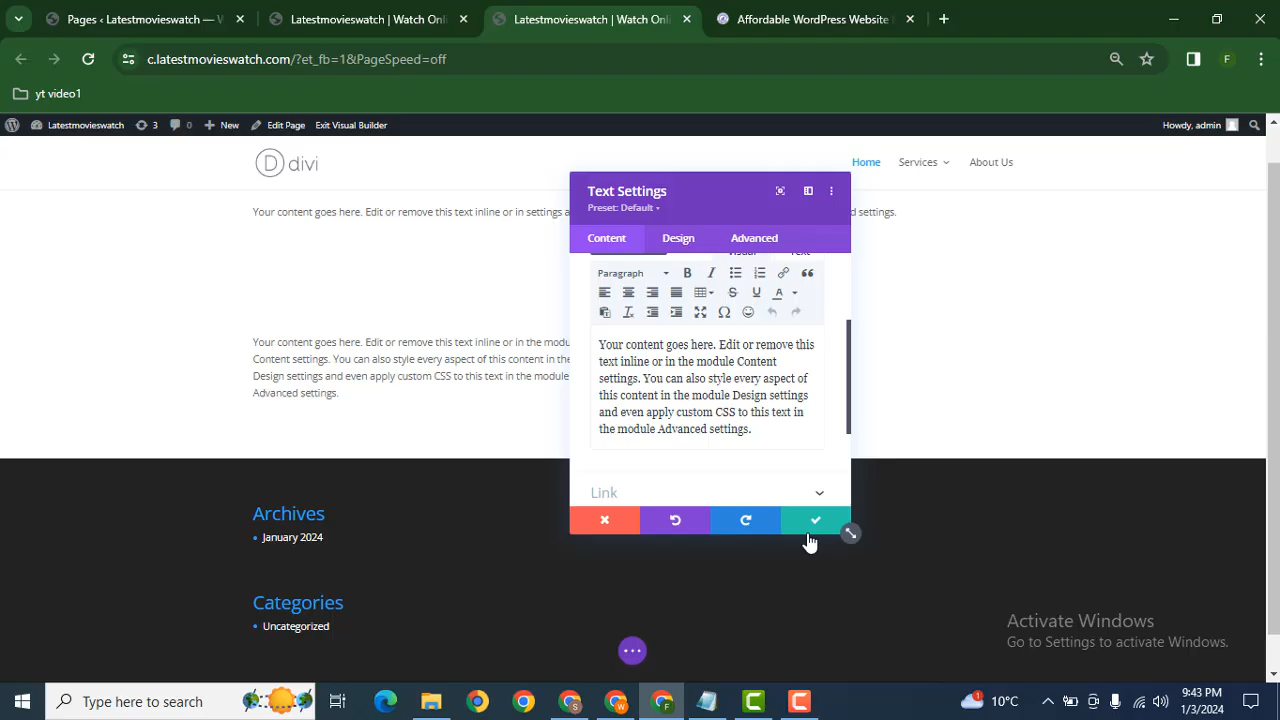 Pages ‹ Latestmovieswatch — W
Latestmovieswatch | Watch Onli
Latestmovieswatch | Watch Onli
Affordable WordPress Website
c.latestmovieswatch.com/?et_fb=1&PageSpeed=off
F
yt video1
Latestmovieswatch
3
0
New
Edit Page
Exit Visual Builder
Howdy, admin
D divi
Home
Services
About Us
Your content goes here. Edit or remove this text inline or in settings a
d settings.
Text Settings
Preset: Default
Content
Design
Advanced
Paragraph
Your content goes here. Edit or remove this
text inline or in the module Content
settings. You can also style every aspect of
this content in the module Design settings
and even apply custom CSS to this text in
the module Advanced settings.
Link
Your content goes here. Edit or remove this text inline or in the modu
Content settings. You can also style every aspect of this content in the
Design settings and even apply custom CSS to this text in the module
Advanced settings.
Archives
January 2024
Categories
Uncategorized
Activate Windows
Go to Settings to activate Windows.
Type here to search
10°C
9:43 PM
1/3/2024